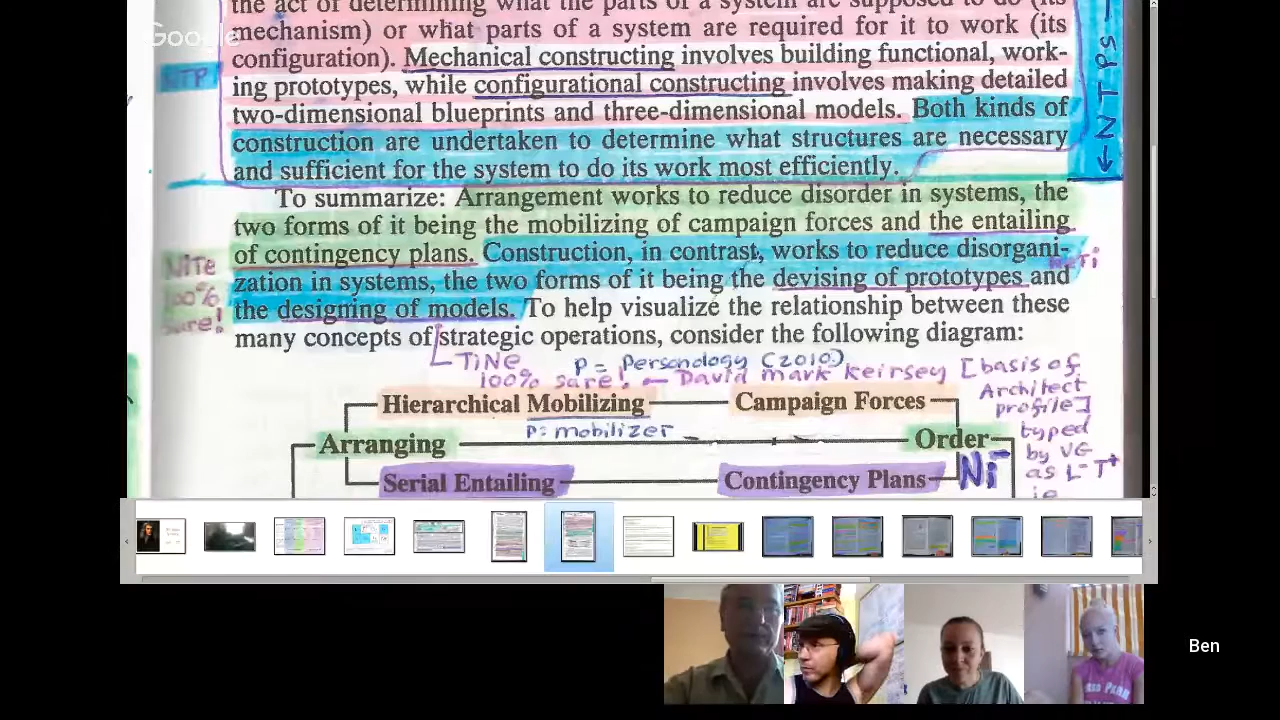 Google
the act of determining what the parts of a system are supposed to do (its
mechanism) or what parts of a system are required for it to work (its
configuration). Mechanical constructing involves building functional, work-
NTP
ing prototypes, while configurational constructing involves making detailed
two-dimensional blueprints and three-dimensional models. Both kinds of
construction are undertaken to determine what structures are necessary
and sufficient for the system to do its work most efficiently.
← NTPs -
To summarize: Arrangement works to reduce disorder in systems, the
two forms of it being the mobilizing of campaign forces and the entailing
of contingency plans. Construction, in contrast, works to reduce disorgani-
zation in systems, the two forms of it being the devising of prototypes and
the designing of models. To help visualize the relationship between these
many concepts of strategic operations, consider the following diagram:
NiTe
100%
sure!
TiNe
100% sure!
P = Personology (2010)
← David mark keirsey [basis of
Architect
profile]
typed
by VG
as L- T+
ie
Hierarchical Mobilizing
Campaign Forces
P: mobilizer
Arranging
Order
Serial Entailing
Contingency Plans
Ni
Ben